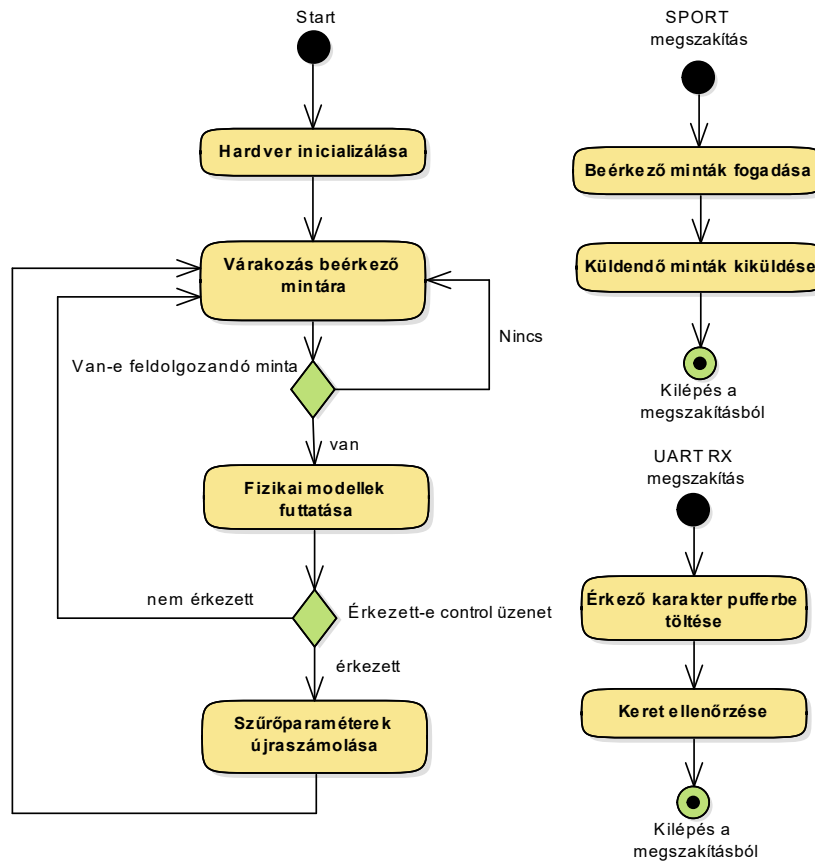 Start
Hardver inicializálása
Várakozás beérkező
mintára
Nincs
Van-e feldolgozandó minta
van
Fizikai modellek
futtatása
nem érkezett
Érkezett-e control üzenet
érkezett
Szűrőparaméterek
újraszámolása
SPORT
megszakítás
Beérkező minták fogadása
Küldendő minták kiküldése
Kilépés a
megszakításból
UART RX
megszakítás
Érkező karakter pufferbe
töltése
Keret ellenőrzése
Kilépés a
megszakításból